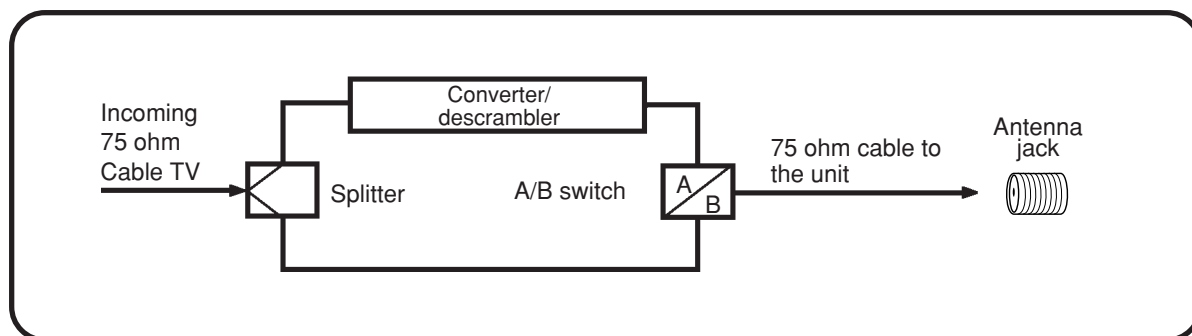 Incoming
75 ohm
Cable TV
Splitter
Converter/
descrambler
A/B switch
A
B
75 ohm cable to
the unit
Antenna
jack